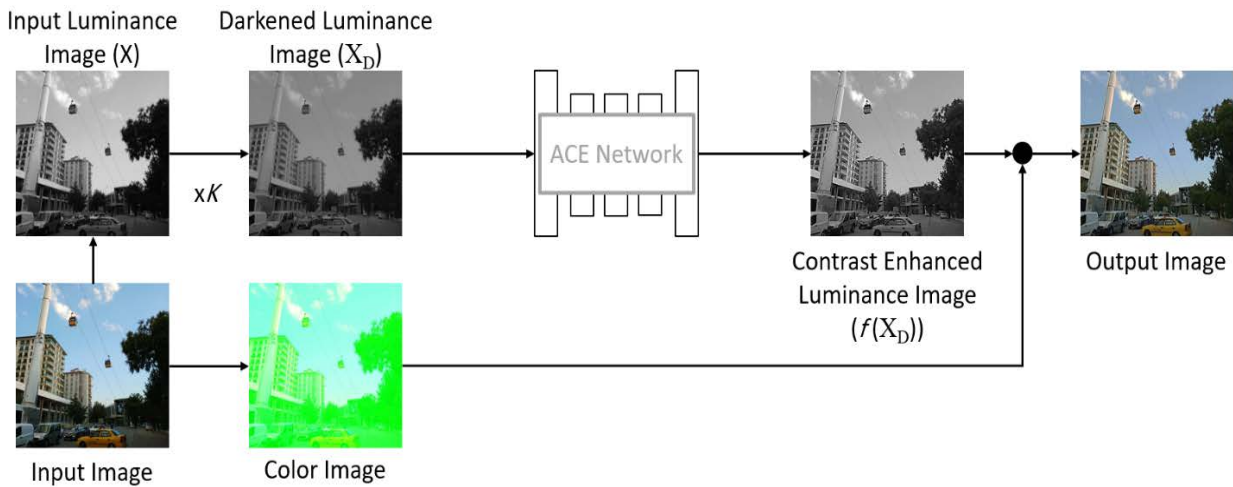 Input Luminance
Image (X)
Darkened Luminance
Image (X_D)
xK
ACE Network
Contrast Enhanced
Luminance Image
(f(X_D))
Output Image
Input Image
Color Image